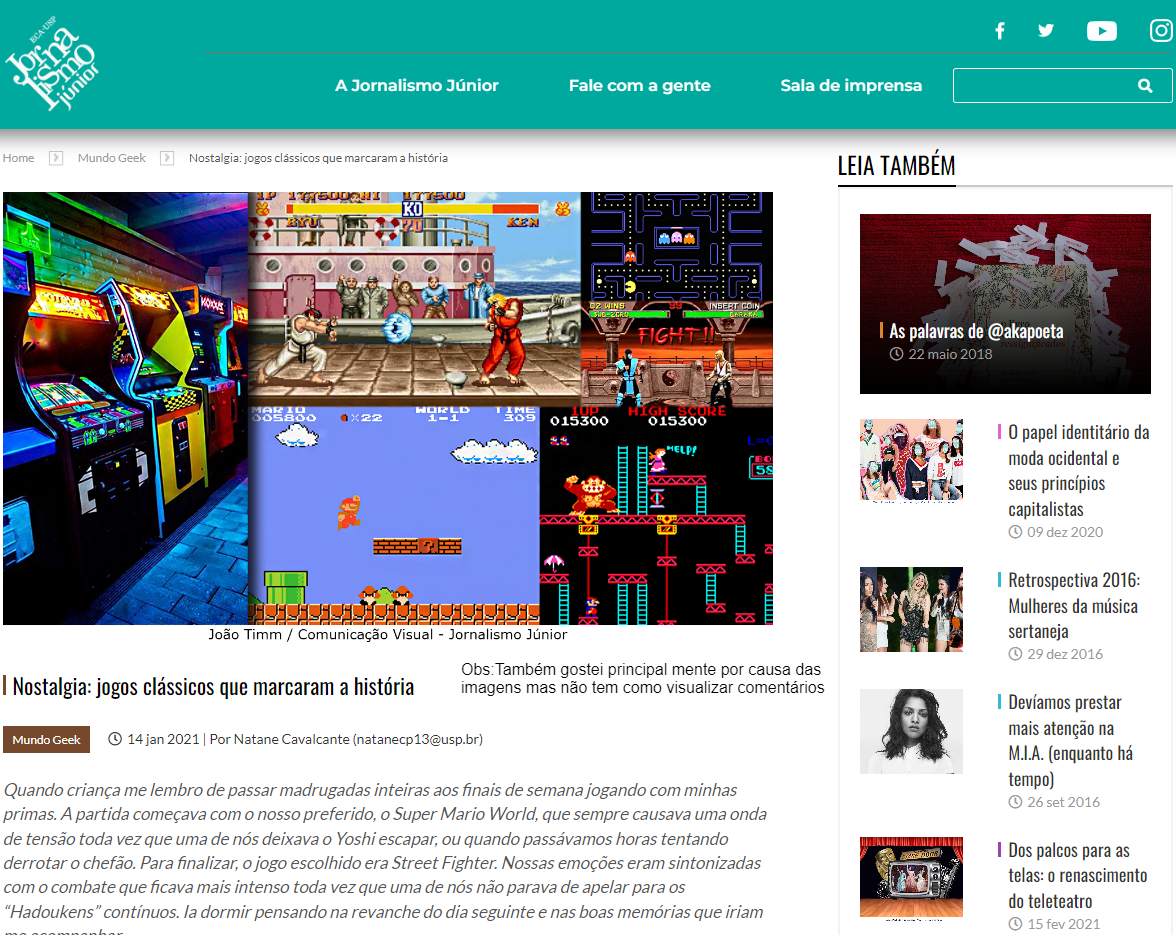 ECA-USP
Jornalismo
júnior
A Jornalismo Júnior
Fale com a gente
Sala de imprensa
Home
Mundo Geek
Nostalgia: jogos clássicos que marcaram a história
LEIA TAMBÉM
1P 177500 HI 177500
KO
RYU
KEN
02 WINS
99
INSERT COIN
SUB-ZERO
FIGHT!!
MARIO
WORLD
TIME
005800
×22
1-1
309
1UP
HIGH SCORE
015300
015300
HELP!
João Timm / Comunicação Visual - Jornalismo Júnior
Nostalgia: jogos clássicos que marcaram a história
Obs:Também gostei principal mente por causa das
imagens mas não tem como visualizar comentários
Mundo Geek
14 jan 2021 | Por Natane Cavalcante (natanecp13@usp.br)
Quando criança me lembro de passar madrugadas inteiras aos finais de semana jogando com minhas
primas. A partida começava com o nosso preferido, o Super Mario World, que sempre causava uma onda
de tensão toda vez que uma de nós deixava o Yoshi escapar, ou quando passávamos horas tentando
derrotar o chefão. Para finalizar, o jogo escolhido era Street Fighter. Nossas emoções eram sintonizadas
com o combate que ficava mais intenso toda vez que uma de nós não parava de apelar para os
“Hadoukens” contínuos. Ia dormir pensando na revanche do dia seguinte e nas boas memórias que iriam
me acompanhar
As palavras de @akapoeta
22 maio 2018
O papel identitário da
moda ocidental e
seus princípios
capitalistas
09 dez 2020
Retrospectiva 2016:
Mulheres da música
sertaneja
29 dez 2016
Devíamos prestar
mais atenção na
M.I.A. (enquanto há
tempo)
26 set 2016
Dos palcos para as
telas: o renascimento
do teleteatro
15 fev 2021